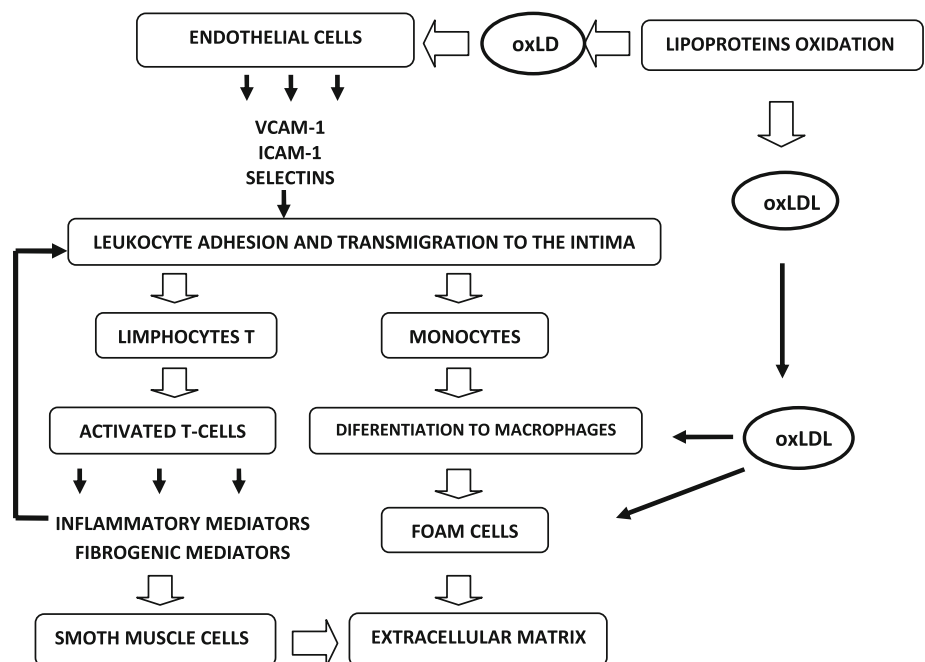 ENDOTHELIAL CELLS
oxLD
LIPOPROTEINS OXIDATION
VCAM-1
ICAM-1
SELECTINS
oxLDL
LEUKOCYTE ADHESION AND TRANSMIGRATION TO THE INTIMA
LIMPHOCYTES T
MONOCYTES
ACTIVATED T-CELLS
DIFERENTIATION TO MACROPHAGES
oxLDL
INFLAMMATORY MEDIATORS
FIBROGENIC MEDIATORS
FOAM CELLS
SMOTH MUSCLE CELLS
EXTRACELLULAR MATRIX